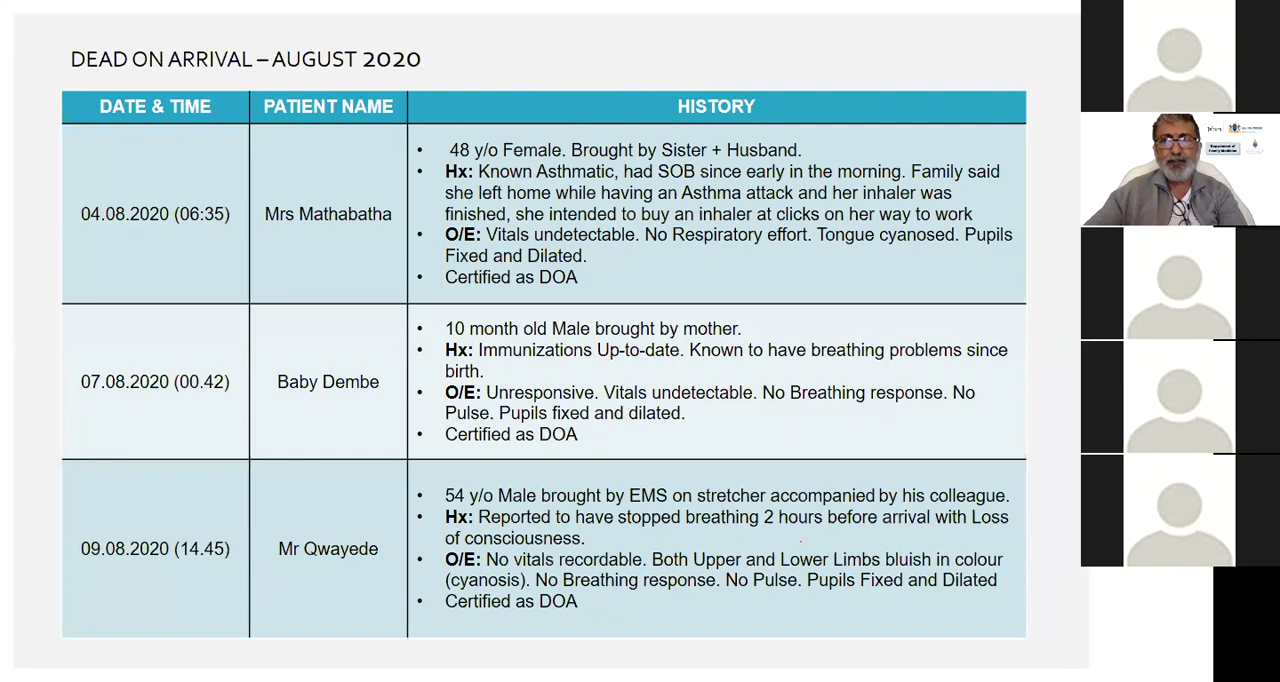 DEAD ON ARRIVAL – AUGUST 2020
DATE & TIME
PATIENT NAME
HISTORY
04.08.2020 (06:35)
Mrs Mathabatha
• 48 y/o Female. Brought by Sister + Husband.
• Hx: Known Asthmatic, had SOB since early in the morning. Family said
she left home while having an Asthma attack and her inhaler was
finished, she intended to buy an inhaler at clicks on her way to work
• O/E: Vitals undetectable. No Respiratory effort. Tongue cyanosed. Pupils
Fixed and Dilated.
• Certified as DOA
07.08.2020 (00.42)
Baby Dembe
• 10 month old Male brought by mother.
• Hx: Immunizations Up-to-date. Known to have breathing problems since
birth.
• O/E: Unresponsive. Vitals undetectable. No Breathing response. No
Pulse. Pupils fixed and dilated.
• Certified as DOA
09.08.2020 (14.45)
Mr Qwayede
• 54 y/o Male brought by EMS on stretcher accompanied by his colleague.
• Hx: Reported to have stopped breathing 2 hours before arrival with Loss
of consciousness.
• O/E: No vitals recordable. Both Upper and Lower Limbs bluish in colour
(cyanosis). No Breathing response. No Pulse. Pupils Fixed and Dilated
• Certified as DOA
Department of
Family Medicine